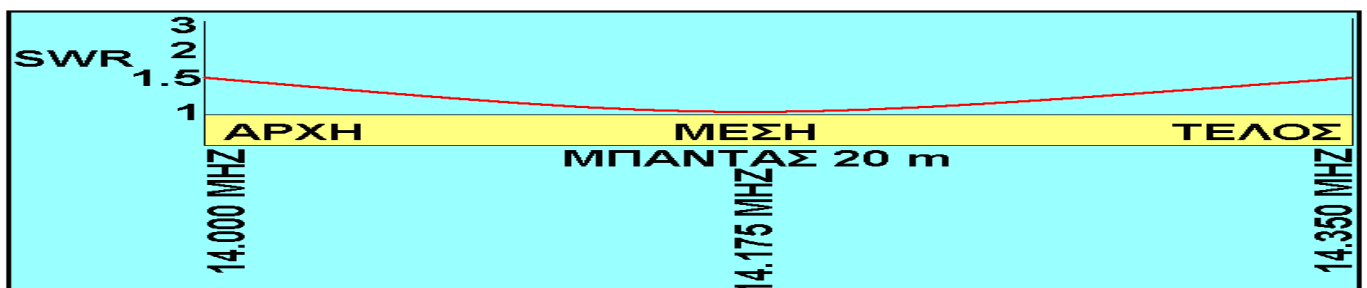 3
SWR 2
1.5
1
ΑΡΧΗ ΜΕΣΗ ΤΕΛΟΣ
ΜΠΑΝΤΑΣ 20 m
14.000 MHZ
14.175 MHZ
14.350 MHZ